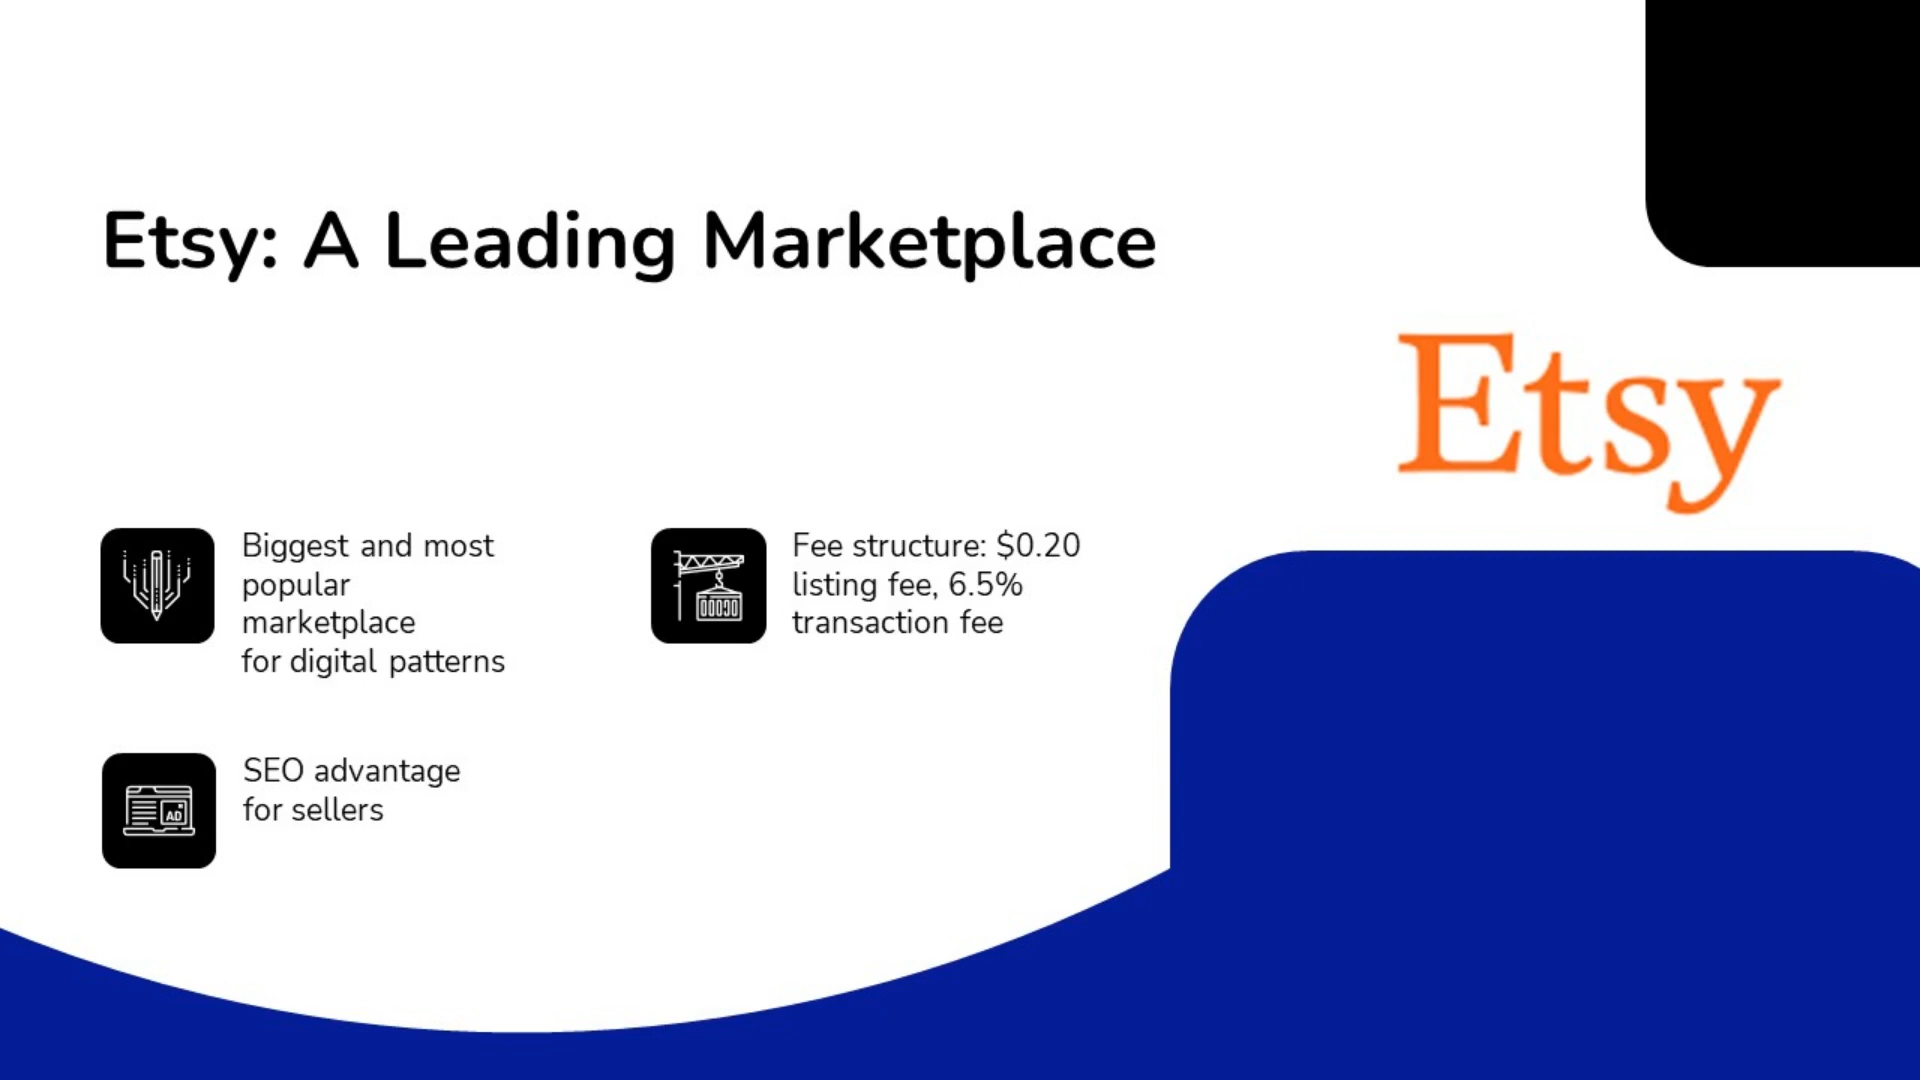 Etsy: A Leading Marketplace
Etsy
Biggest and most
popular
marketplace
for digital patterns
Fee structure: $0.20
listing fee, 6.5%
transaction fee
SEO advantage
for sellers
AD